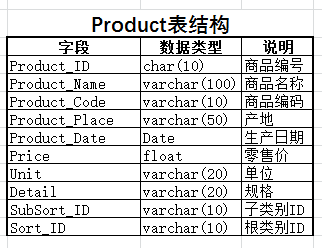 Product表结构
字段 数据类型 说明
Product_ID char(10) 商品编号
Product_Name varchar(100) 商品名称
Product_Code varchar(10) 商品编码
Product_Place varchar(50) 产地
Product_Date Date 生产日期
Price float 零售价
Unit varchar(20) 单位
Detail varchar(20) 规格
SubSort_ID varchar(10) 子类别ID
Sort_ID varchar(10) 根类别ID